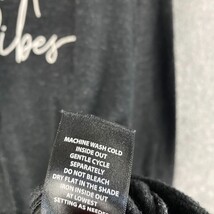 Vibes
MACHINE WASH COLD
INSIDE OUT
GENTLE CYCLE
SEPARATELY
DO NOT BLEACH
DRY FLAT IN THE SHADE
IRON INSIDE OUT
AT LOWEST
SETTING AS NEEDED